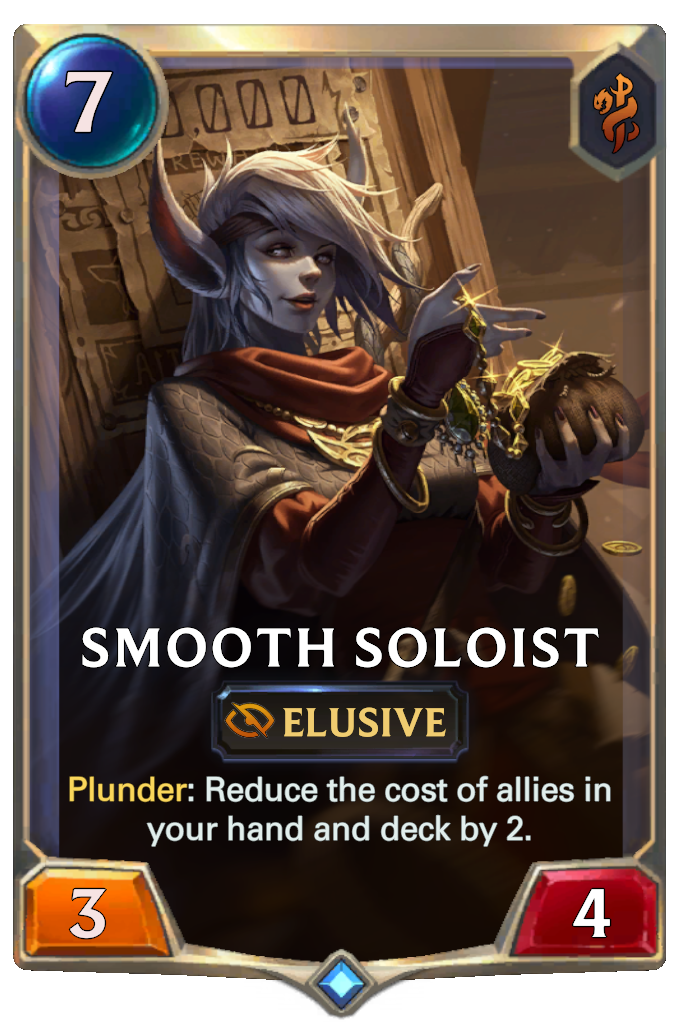 7
,000
SMOOTH SOLOIST
ELUSIVE
Plunder: Reduce the cost of allies in
your hand and deck by 2.
3
4